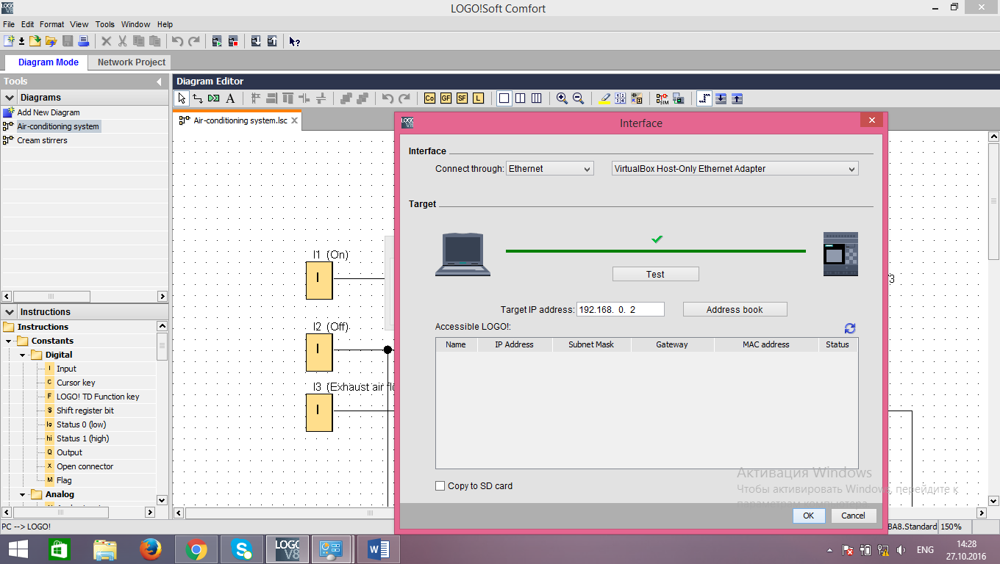 LOGO!Soft Comfort
File Edit Format View Tools Window Help
Diagram Mode Network Project
Tools
Diagrams
Add New Diagram
Air-conditioning system
Cream stirrers
Instructions
Instructions
Constants
Digital
I Input
C Cursor key
F LOGO! TD Function key
S Shift register bit
lo Status 0 (low)
hi Status 1 (high)
Q Output
X Open connector
M Flag
Analog
PC --> LOGO!
Diagram Editor
A Co GF SF L SIM
Air-conditioning system.lsc
I1 (On)
I
I2 (Off)
I
I3 (Exhaust air flo
I
Interface
Interface
Connect through: Ethernet VirtualBox Host-Only Ethernet Adapter
Target
Test
Target IP address: 192.168. 0. 2 Address book
Accessible LOGO!:
Name IP Address Subnet Mask Gateway MAC address Status
Copy to SD card
OK Cancel
Активация Windows
Чтобы активировать Windows, перейдите к
параметрам компьютера
BA8.Standard 150%
LOGO V8
ENG
14:28
27.10.2016